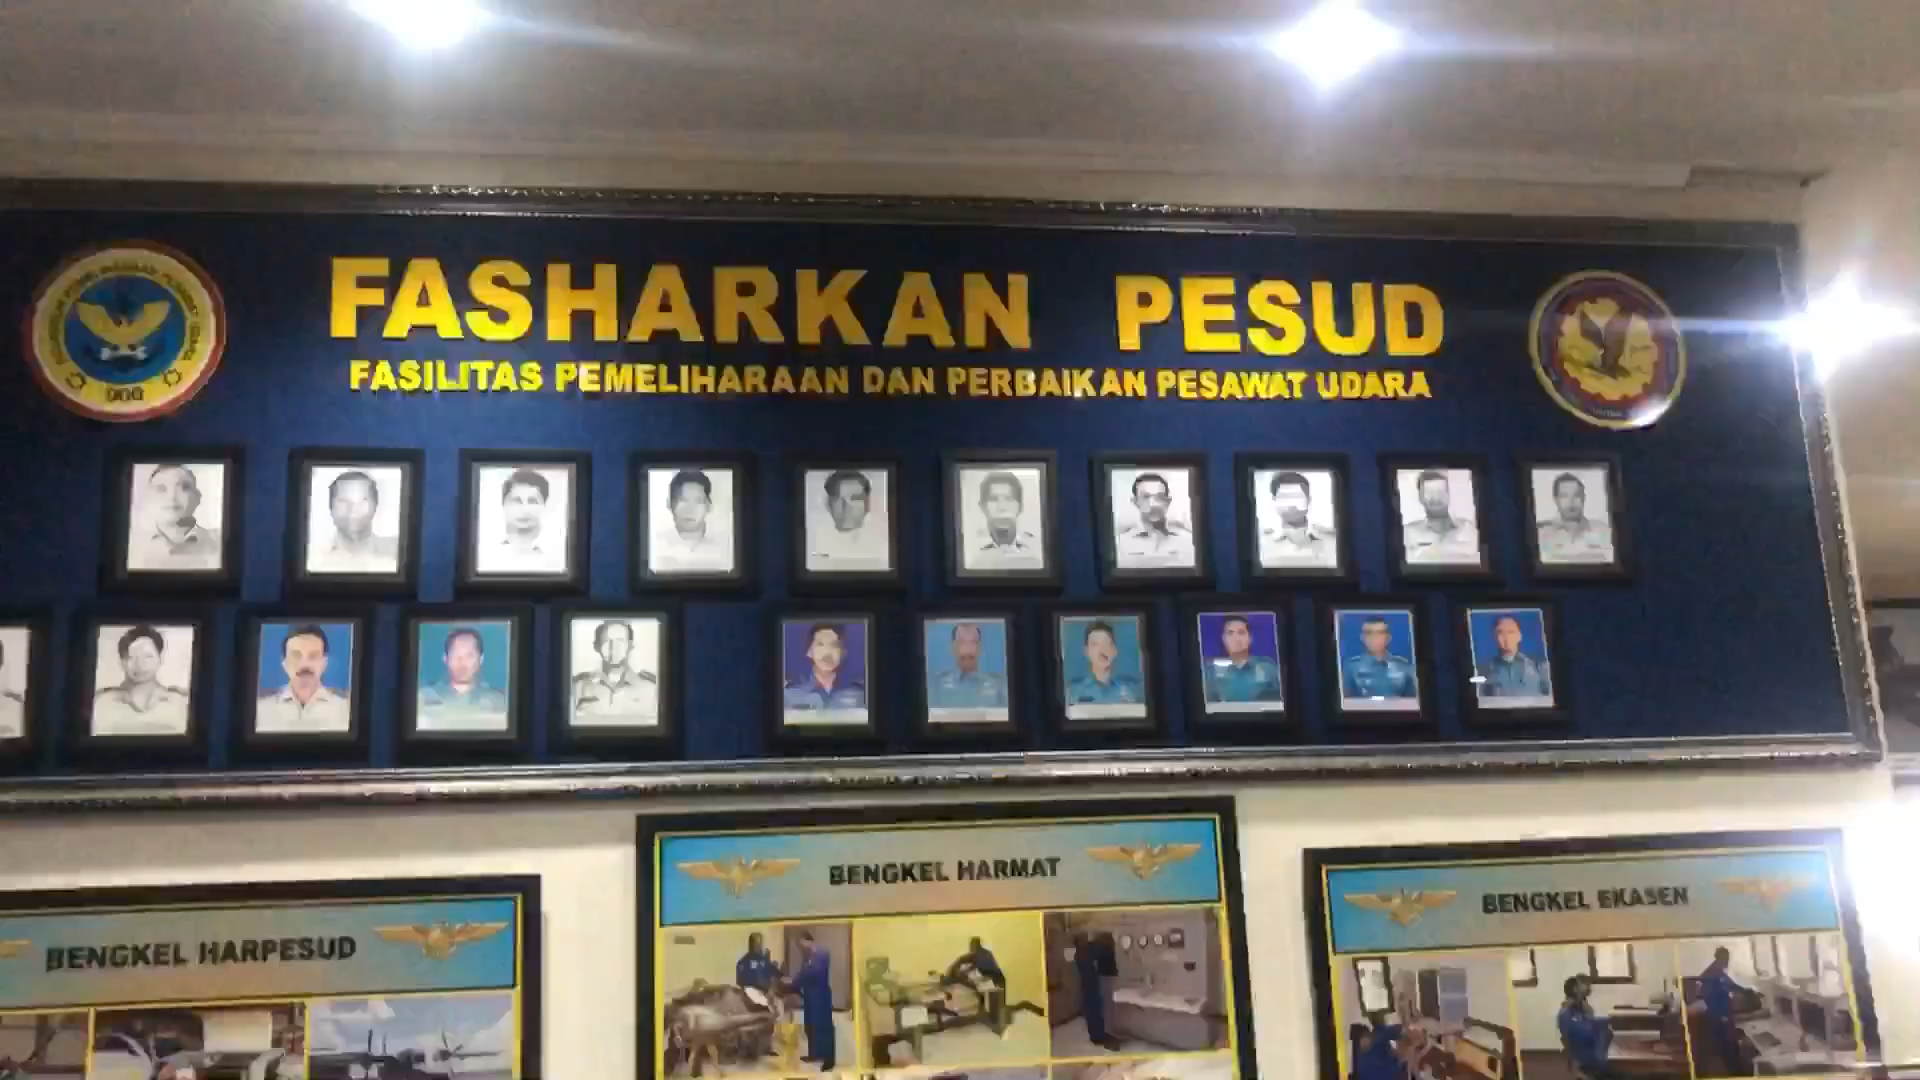 FASHARKAN PESUD
FASILITAS PEMELIHARAAN DAN PERBAIKAN PESAWAT UDARA
BENGKEL HARPESUD
BENGKEL HARMAT
BENGKEL EKASEN